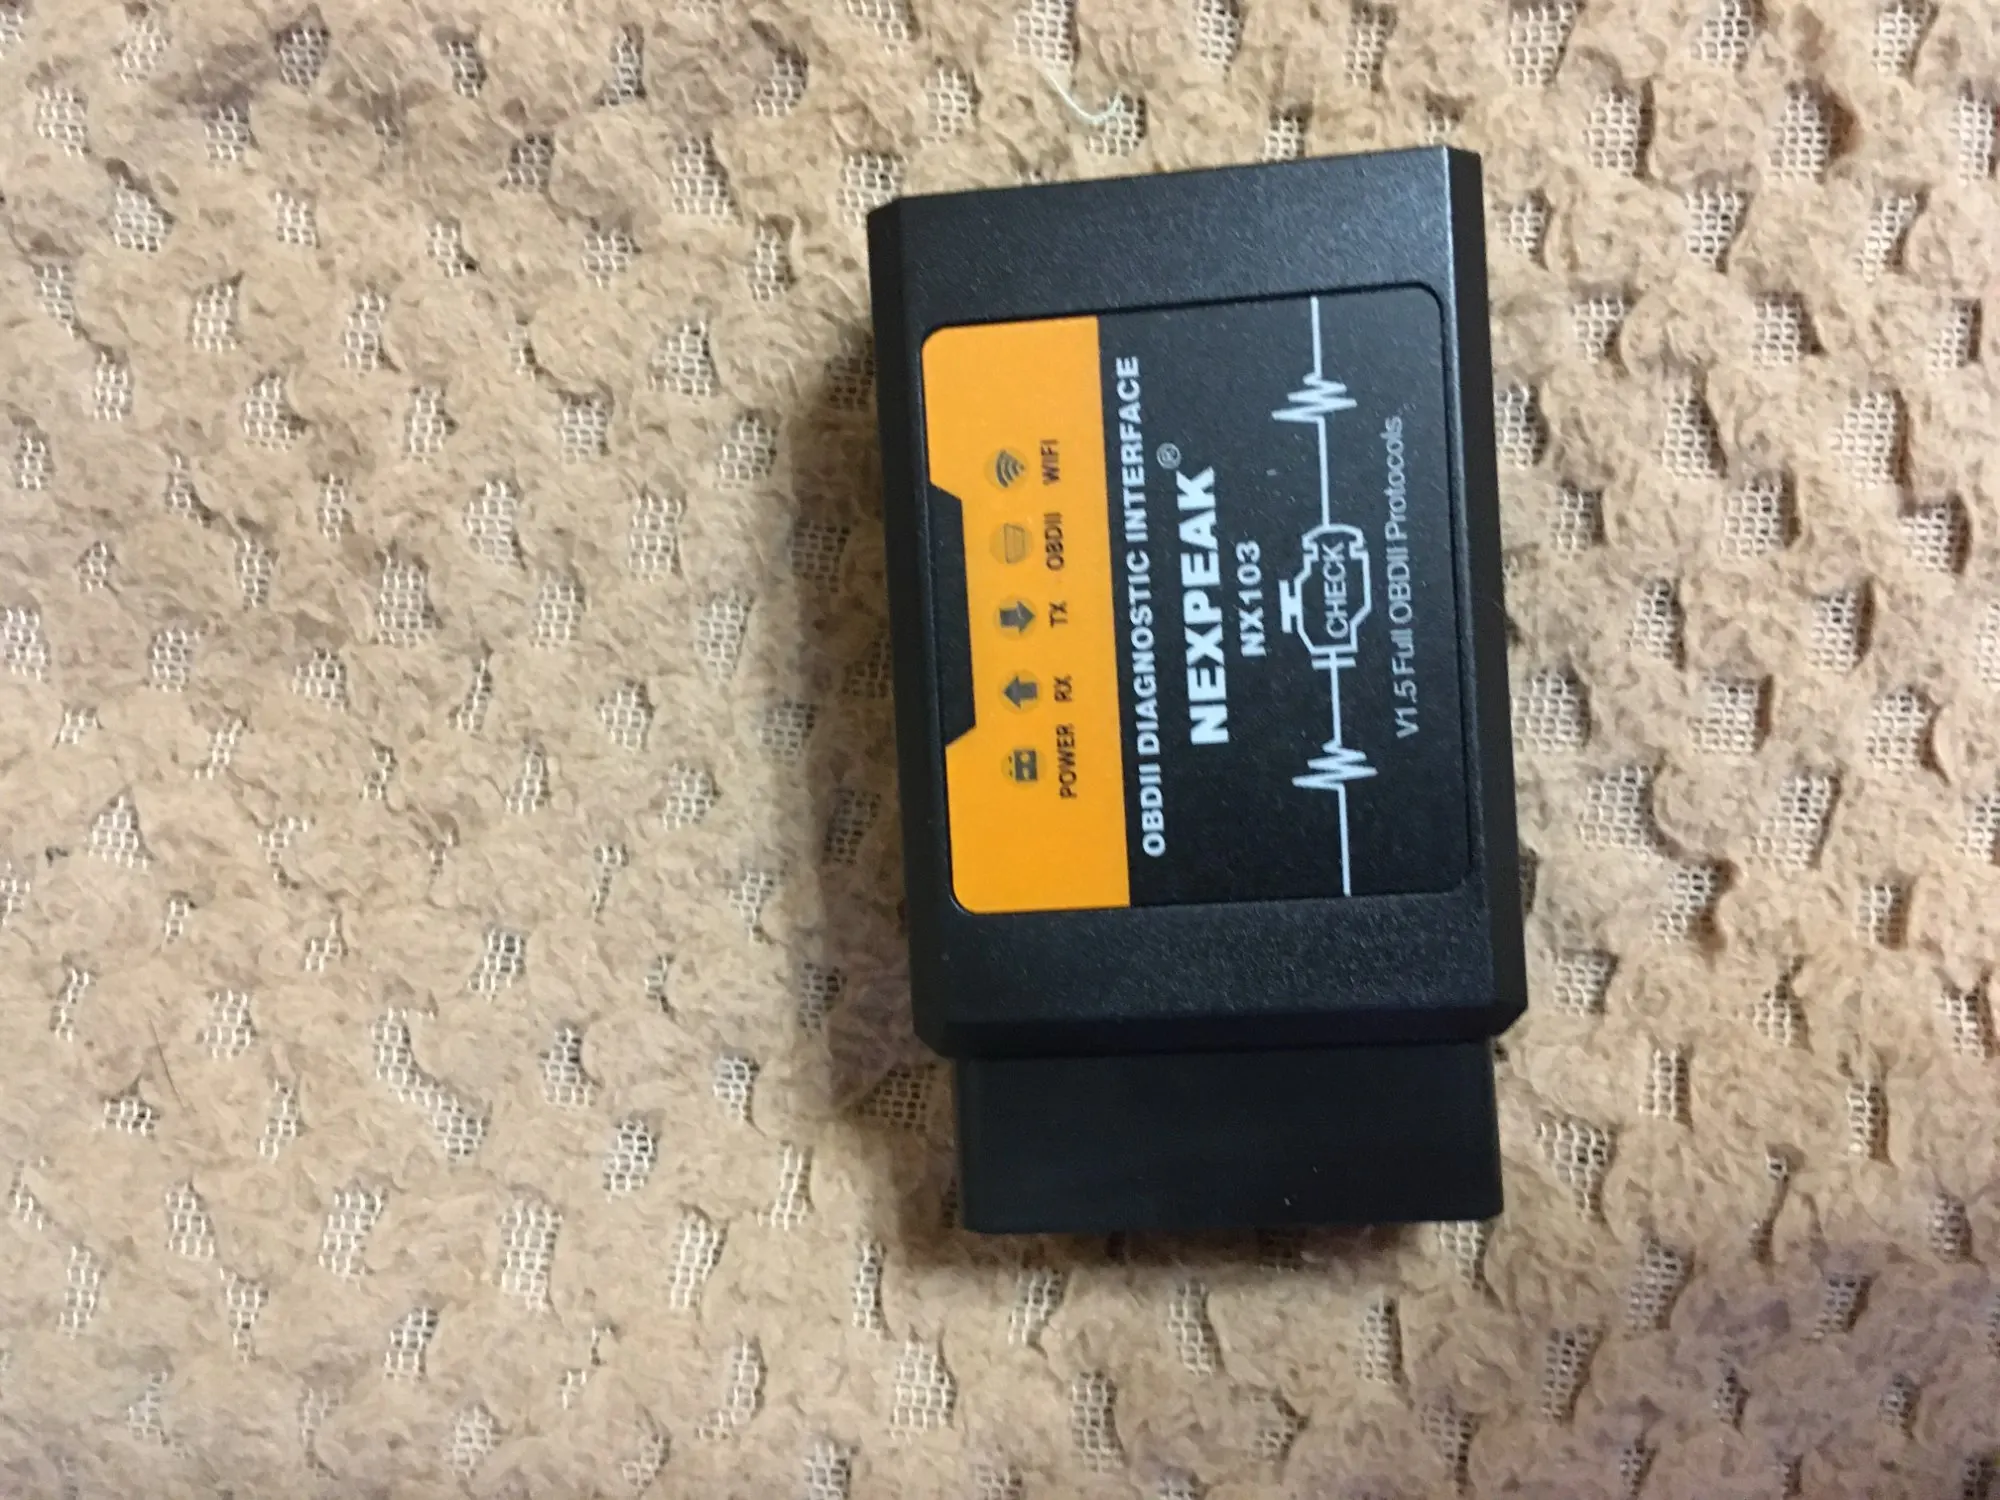 POWER RX TX OBDII WIFI
OBDII DIAGNOSTIC INTERFACE
NEXPEAK®
NX103
CHECK
V1.5 Full OBDII Protocols